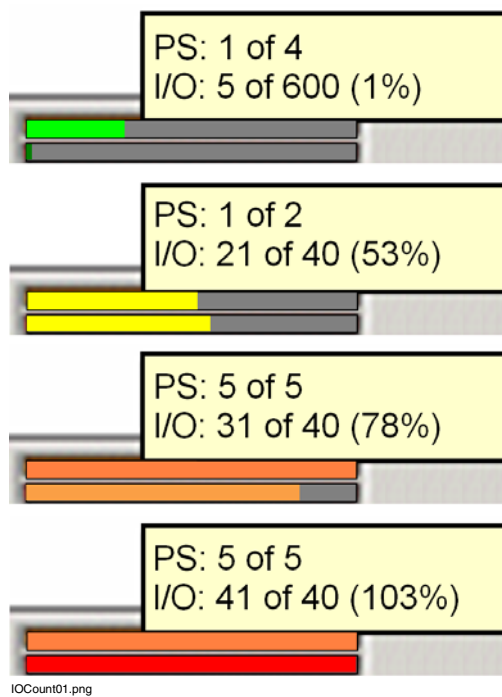 PS: 1 of 4
I/O: 5 of 600 (1%)
PS: 1 of 2
I/O: 21 of 40 (53%)
PS: 5 of 5
I/O: 31 of 40 (78%)
PS: 5 of 5
I/O: 41 of 40 (103%)
IOCount01.png